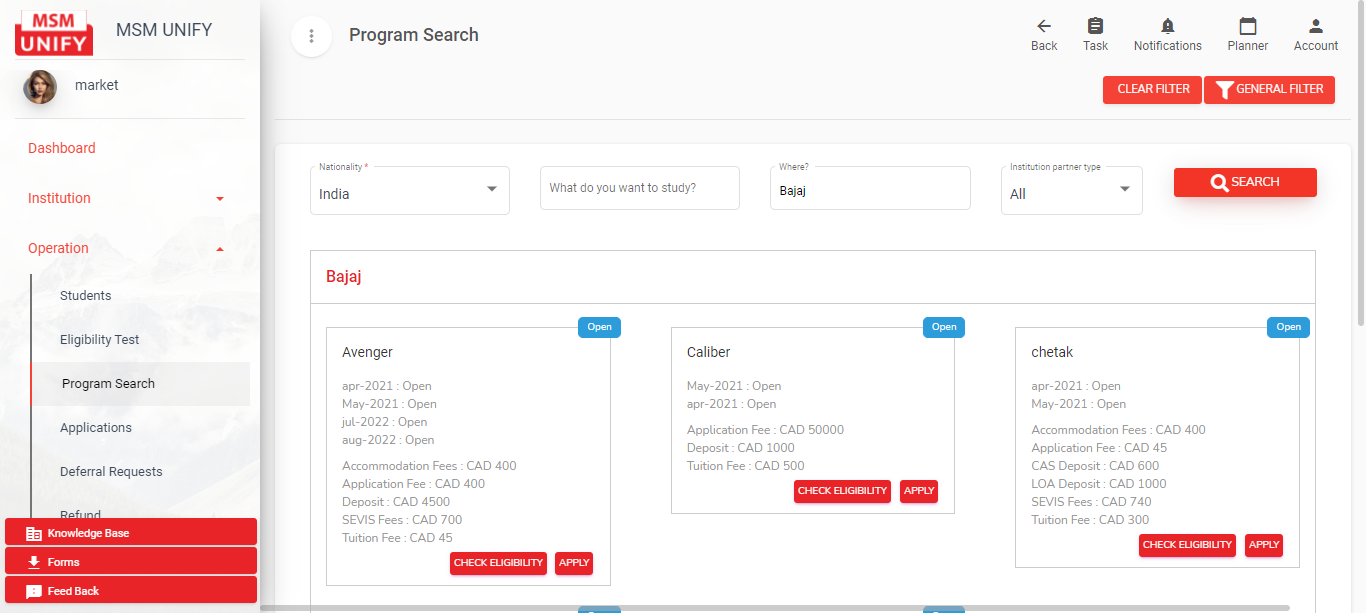 MSM
UNIFY
MSM UNIFY
market
Dashboard
Institution
Operation
Students
Eligibility Test
Program Search
Applications
Deferral Requests
Refund
Knowledge Base
Forms
Feed Back
Program Search
Back
Task
Notifications
Planner
Account
CLEAR FILTER
GENERAL FILTER
Nationality *
India
What do you want to study?
Where?
Bajaj
Institution partner type
All
SEARCH
Bajaj
Open
Avenger
apr-2021 : Open
May-2021 : Open
jul-2022 : Open
aug-2022 : Open
Accommodation Fees : CAD 400
Application Fee : CAD 400
Deposit : CAD 4500
SEVIS Fees : CAD 700
Tuition Fee : CAD 45
CHECK ELIGIBILITY
APPLY
Open
Caliber
May-2021 : Open
apr-2021 : Open
Application Fee : CAD 50000
Deposit : CAD 1000
Tuition Fee : CAD 500
CHECK ELIGIBILITY
APPLY
Open
chetak
apr-2021 : Open
May-2021 : Open
Accommodation Fees : CAD 400
Application Fee : CAD 45
CAS Deposit : CAD 600
LOA Deposit : CAD 1000
SEVIS Fees : CAD 740
Tuition Fee : CAD 300
CHECK ELIGIBILITY
APPLY